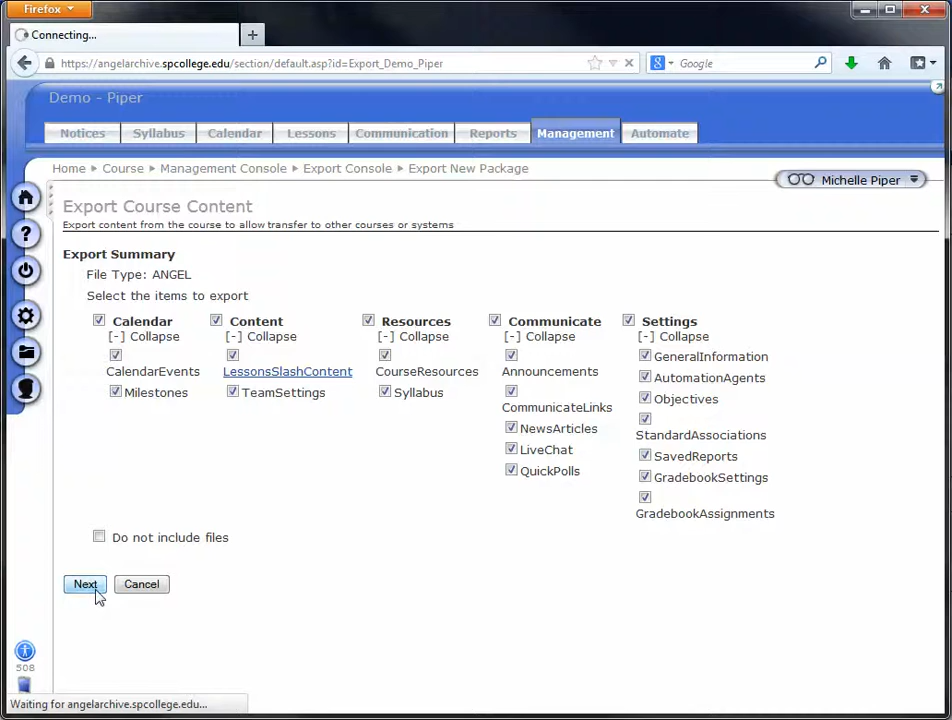 Firefox
Connecting...
https://angelarchive.spcollege.edu/section/default.asp?id=Export_Demo_Piper
Google
Demo - Piper
Notices Syllabus Calendar Lessons Communication Reports Management Automate
Home Course Management Console Export Console Export New Package
Michelle Piper
Export Course Content
Export content from the course to allow transfer to other courses or systems
Export Summary
File Type: ANGEL
Select the items to export
Calendar Content Resources Communicate Settings
[-] Collapse [-] Collapse [-] Collapse [-] Collapse [-] Collapse
GeneralInformation
CalendarEvents LessonsSlashContent CourseResources Announcements
AutomationAgents
Milestones TeamSettings Syllabus
Objectives
CommunicateLinks
NewsArticles
StandardAssociations
LiveChat
SavedReports
QuickPolls
GradebookSettings
GradebookAssignments
Do not include files
Next Cancel
508
Waiting for angelarchive.spcollege.edu...